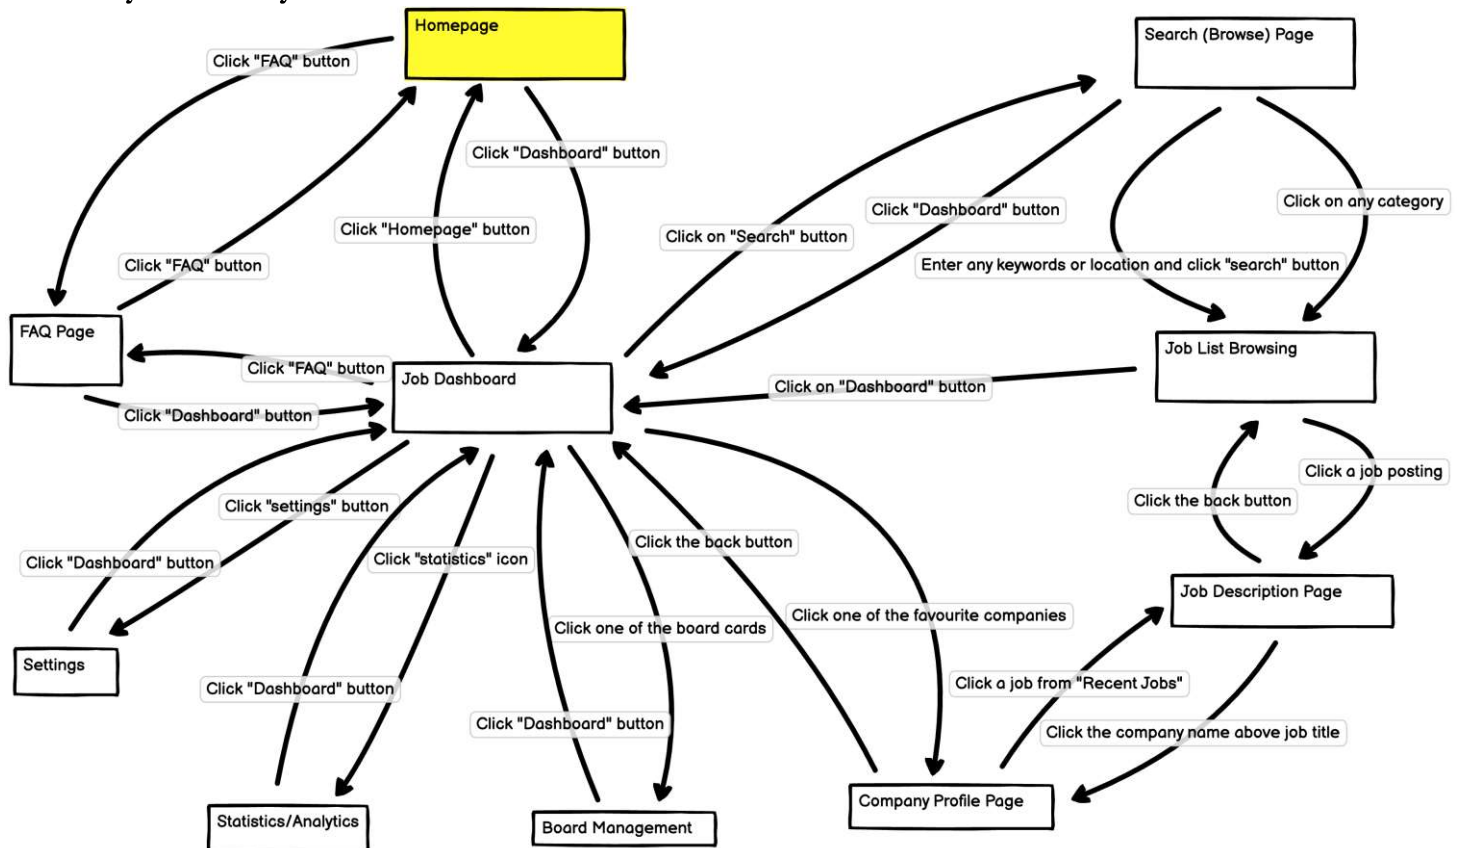 Homepage
Search (Browse) Page
Click "FAQ" button
Click "Dashboard" button
Click on any category
Click "Dashboard" button
Click "Homepage" button
Click on "Search" button
Click "FAQ" button
Enter any keywords or location and click "search" button
FAQ Page
Job List Browsing
Click "FAQ" button
Job Dashboard
Click on "Dashboard" button
Click "Dashboard" button
Click a job posting
Click the back button
Click "settings" button
Click the back button
Click "Dashboard" button
Click "statistics" icon
Job Description Page
Click one of the favourite companies
Click one of the board cards
Settings
Click a job from "Recent Jobs"
Click "Dashboard" button
Click "Dashboard" button
Click the company name above job title
Company Profile Page
Statistics/Analytics
Board Management